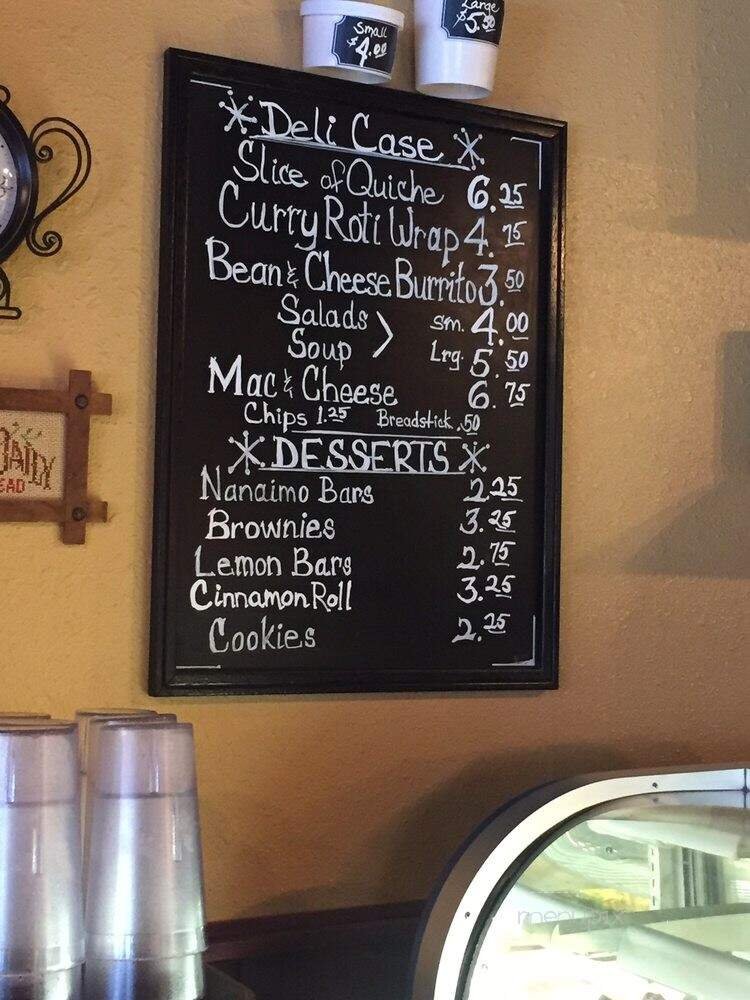 Small
$4.00
Large
$5.50
Deli Case
Slice of Quiche 6.25
Curry Roti Wrap 4.75
Bean & Cheese Burrito 3.50
Salads > Sm. 4.00
Soup Lrg. 5.50
Mac & Cheese 6.75
Chips 1.25 Breadstick .50
DESSERTS
Nanaimo Bars 2.25
Brownies 3.25
Lemon Bars 2.75
Cinnamon Roll 3.25
Cookies 2.25
DAILY